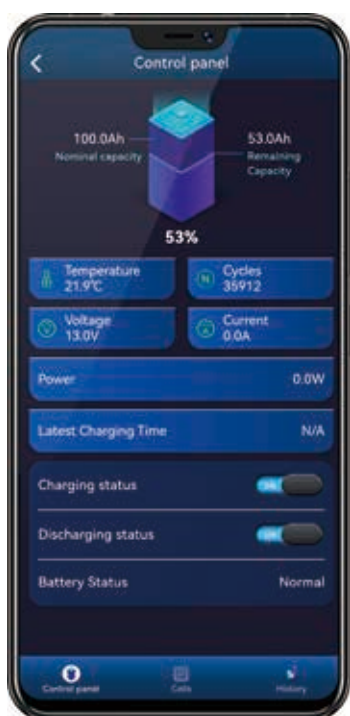 Control panel
100.0Ah
Nominal capacity
53.0Ah
Remaining
Capacity
53%
Temperature
21.9℃
Cycles
35912
Voltage
13.0V
Current
0.0A
Power 0.0W
Latest Charging Time N/A
Charging status
Discharging status
Battery Status Normal
Control panel Cells History